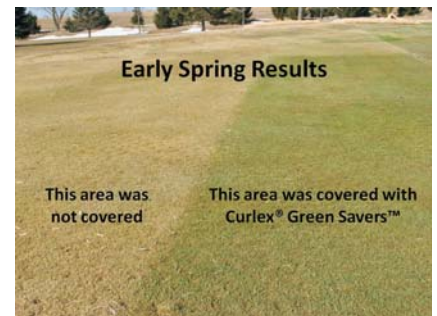 Early Spring Results
This area was
not covered
This area was covered with
Curlex® Green Savers™